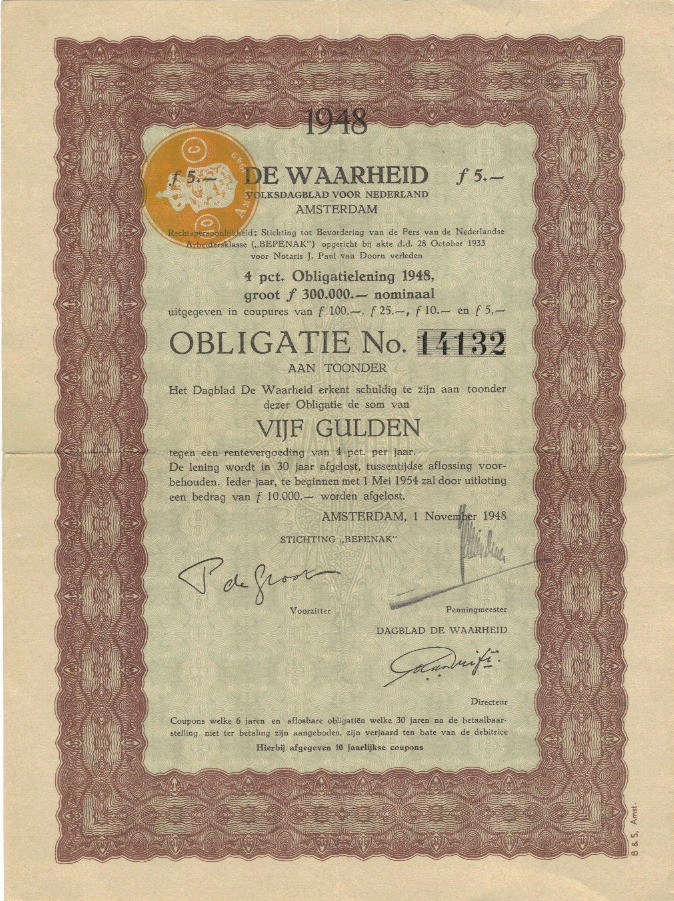 1948
ƒ 5.— DE WAARHEID ƒ 5.—
VOLKSDAGBLAD VOOR NEDERLAND
AMSTERDAM
Rechtspersoonlijkheid: Stichting tot Bevordering van de Pers van de Nederlandse
Arbeidersklasse („BEPENAK") opgericht bij akte d.d. 28 October 1933
voor Notaris J. Paul van Doorn verleden
4 pct. Obligatielening 1948,
groot ƒ 300.000.— nominaal
uitgegeven in coupures van ƒ 100.—, ƒ 25.—, ƒ 10.— en ƒ 5,—
OBLIGATIE No. 14132
AAN TOONDER
Het Dagblad De Waarheid erkent schuldig te zijn aan toonder
dezer Obligatie de som van
VIJF GULDEN
tegen een rentevergoeding van 4 pct. per jaar.
De lening wordt in 30 jaar afgelost, tussentijdse aflossing voor-
behouden. Ieder jaar, te beginnen met 1 Mei 1954 zal door uitloting
een bedrag van ƒ 10.000.— worden afgelost.
AMSTERDAM, 1 November 1948
STICHTING „BEPENAK"
P de Groot
Voorzitter Penningmeester
DAGBLAD DE WAARHEID
Directeur
Coupons welke 6 jaren en aflosbare obligatiën welke 30 jaren na de betaalbaar-
stelling niet ter betaling zijn aangeboden, zijn verjaard ten bate van de debitrice
Hierbij afgegeven 10 jaarlijkse coupons
B & S, Amst.